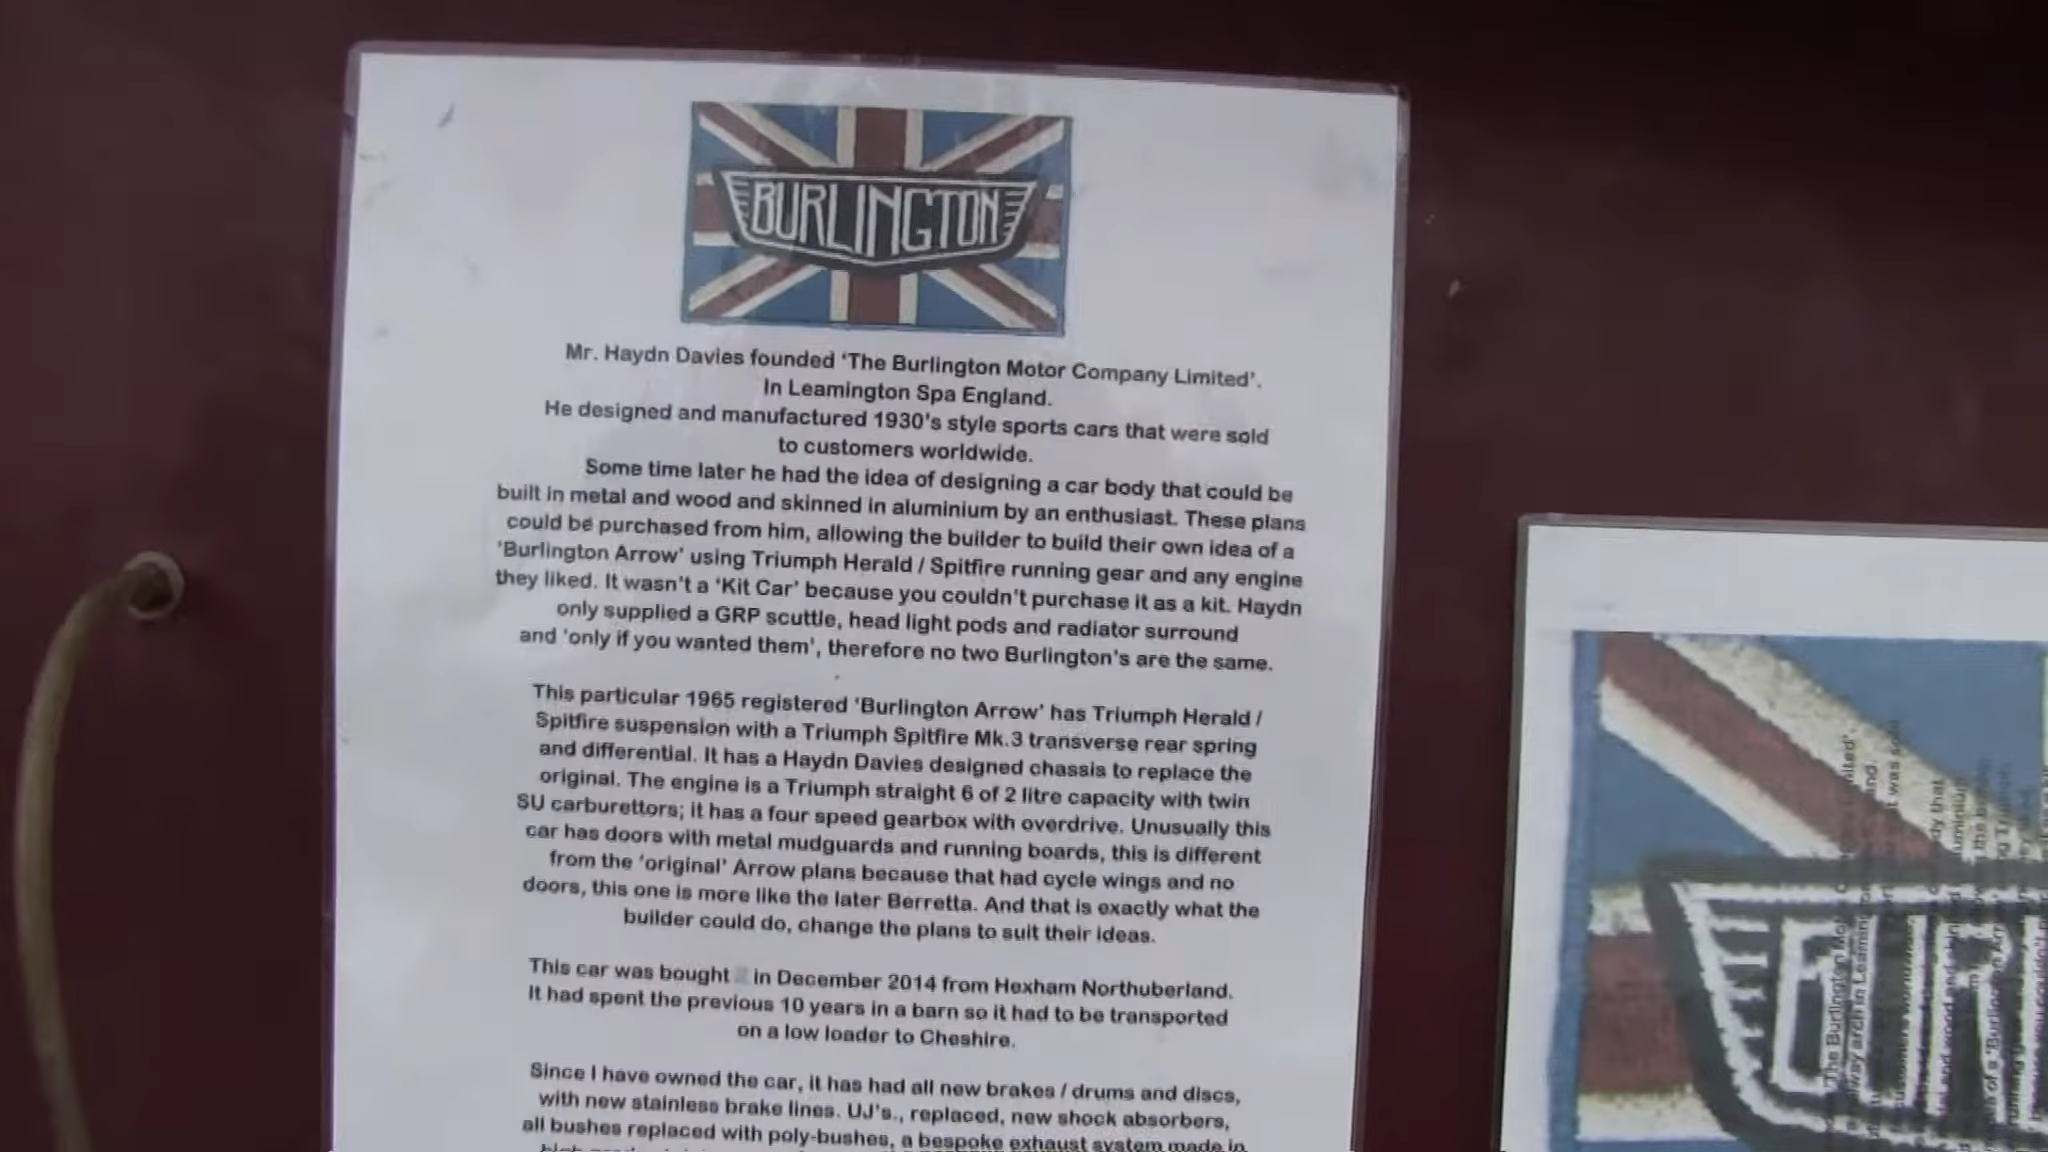 BURLINGTON
Mr. Haydn Davies founded ‘The Burlington Motor Company Limited’.
In Leamington Spa England.
He designed and manufactured 1930's style sports cars that were sold
to customers worldwide.
Some time later he had the idea of designing a car body that could be
built in metal and wood and skinned in aluminium by an enthusiast. These plans
could be purchased from him, allowing the builder to build their own idea of a
‘Burlington Arrow’ using Triumph Herald / Spitfire running gear and any engine
they liked. It wasn't a ‘Kit Car’ because you couldn't purchase it as a kit. Haydn
only supplied a GRP scuttle, head light pods and radiator surround
and ‘only if you wanted them’, therefore no two Burlington's are the same.
This particular 1965 registered ‘Burlington Arrow’ has Triumph Herald /
Spitfire suspension with a Triumph Spitfire Mk.3 transverse rear spring
and differential. It has a Haydn Davies designed chassis to replace the
original. The engine is a Triumph straight 6 of 2 litre capacity with twin
SU carburettors; it has a four speed gearbox with overdrive. Unusually this
car has doors with metal mudguards and running boards, this is different
from the ‘original’ Arrow plans because that had cycle wings and no
doors, this one is more like the later Berretta. And that is exactly what the
builder could do, change the plans to suit their ideas.
This car was bought in December 2014 from Hexham Northuberland.
It had spent the previous 10 years in a barn so it had to be transported
on a low loader to Cheshire.
Since I have owned the car, it has had all new brakes / drums and discs,
with new stainless brake lines. UJ's., replaced, new shock absorbers,
all bushes replaced with poly-bushes, a bespoke exhaust system made in